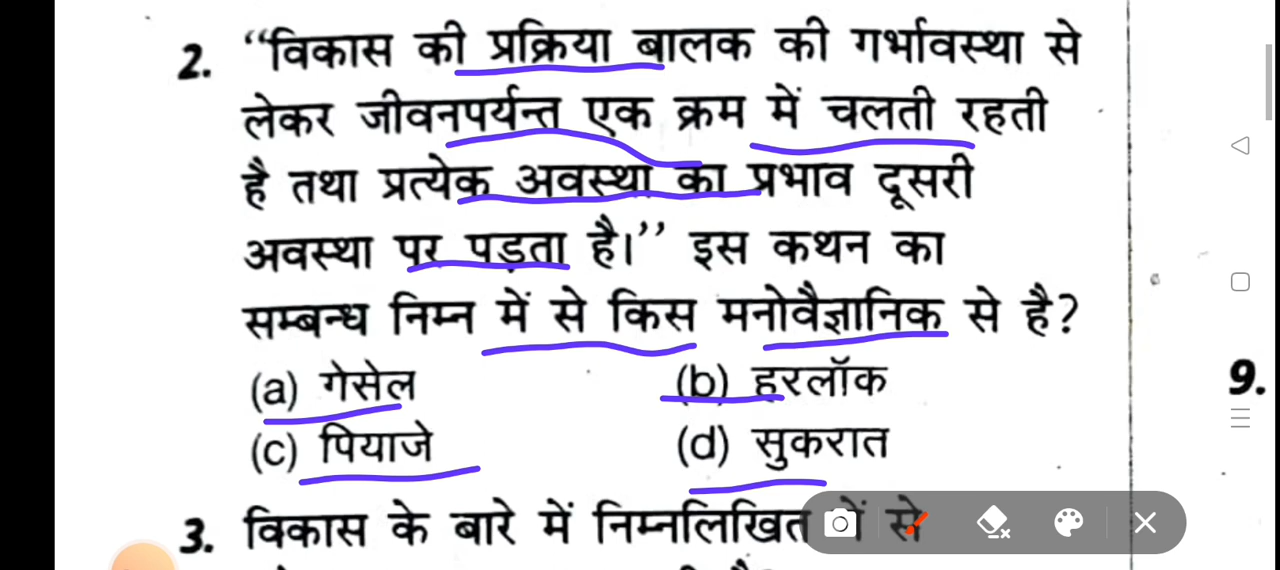 2. “विकास की प्रक्रिया बालक की गर्भावस्था से
लेकर जीवनपर्यन्त एक क्रम में चलती रहती
है तथा प्रत्येक अवस्था का प्रभाव दूसरी
अवस्था पर पड़ता है।” इस कथन का
सम्बन्ध निम्न में से किस मनोवैज्ञानिक से है?
(a) गेसेल (b) हरलॉक
(c) पियाजे (d) सुकरात
3. विकास के बारे में निम्नलिखित में से
9.